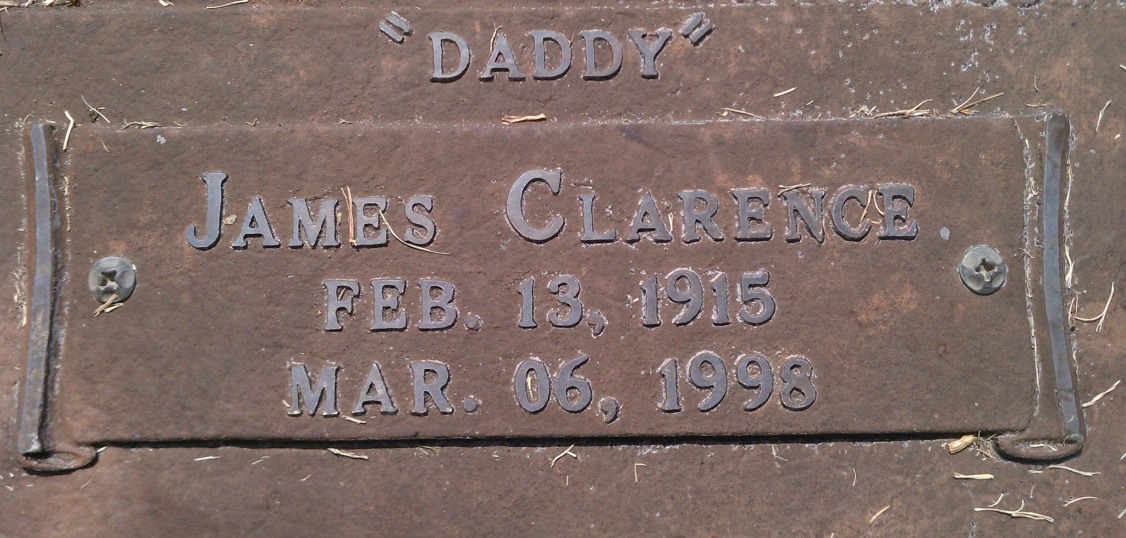 "DADDY"
JAMES CLARENCE
FEB. 13, 1915
MAR. 06, 1998